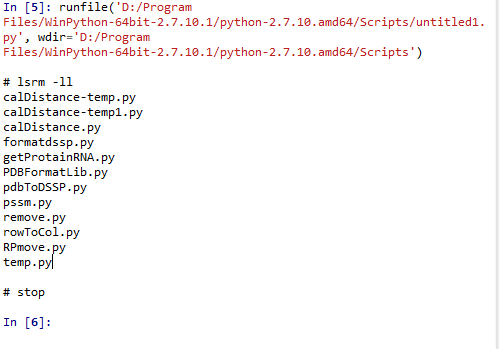 In [5]: runfile('D:/Program
Files/WinPython-64bit-2.7.10.1/python-2.7.10.amd64/Scripts/untitled1.
py', wdir='D:/Program
Files/WinPython-64bit-2.7.10.1/python-2.7.10.amd64/Scripts')
# lsrm -ll
calDistance-temp.py
calDistance-temp1.py
calDistance.py
formatdssp.py
getProtainRNA.py
PDBFormatLib.py
pdbToDSSP.py
pssm.py
remove.py
rowToCol.py
RPmove.py
temp.py
# stop
In [6]: